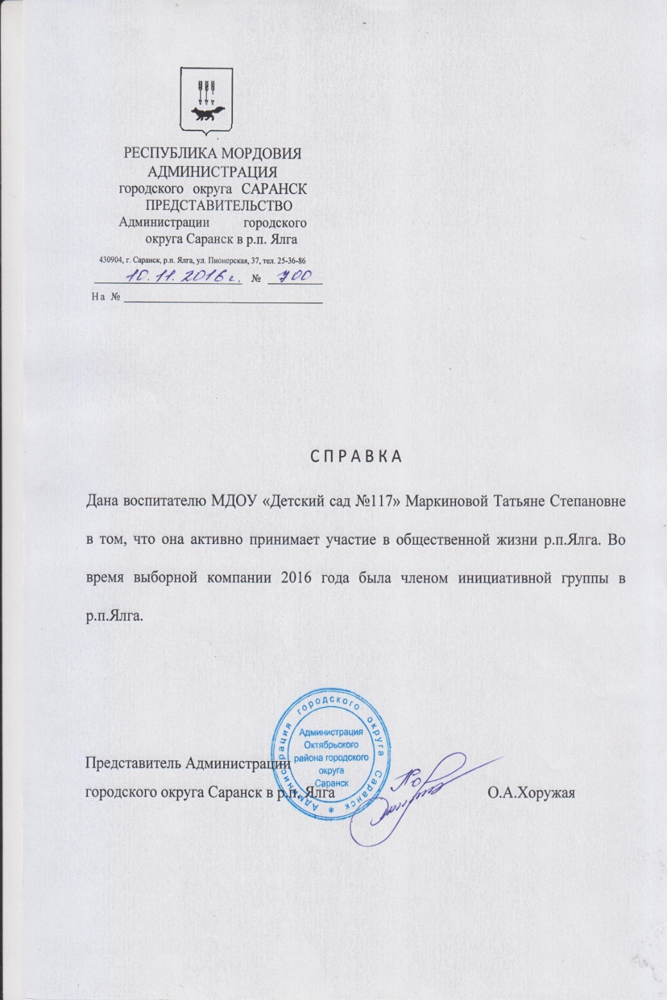 РЕСПУБЛИКА МОРДОВИЯ
АДМИНИСТРАЦИЯ
городского округа САРАНСК
ПРЕДСТАВИТЕЛЬСТВО
Администрации городского
округа Саранск в р.п. Ялга
430904, г. Саранск, р.п. Ялга, ул. Пионерская, 37, тел. 25-36-86
10.11.2016г. № 700
На №
СПРАВКА
Дана воспитателю МДОУ «Детский сад №117» Маркиновой Татьяне Степановне
в том, что она активно принимает участие в общественной жизни р.п.Ялга. Во
время выборной компании 2016 года была членом инициативной группы в
р.п.Ялга.
Администрация городского округа Саранск *
Администрация
Октябрьского
района городского
округа
Саранск
Представитель Администрации
городского округа Саранск в р.п. Ялга
О.А.Хоружая